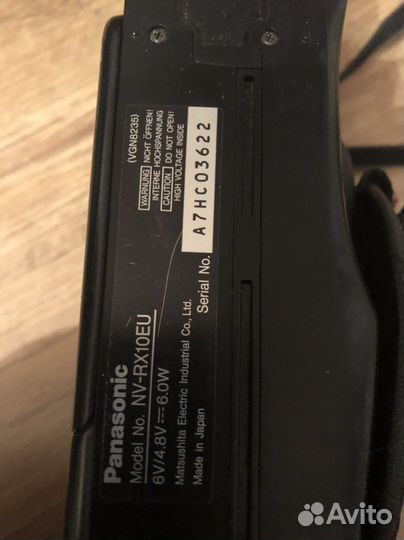 Panasonic
Model No. NV-RX10EU
6V/4.8V⎓6.0W
Matsushita Electric Industrial Co., Ltd.
Made in Japan
Serial No. A7HC03622
(VGN8235)
WARNUNG NICHT ÖFFNEN!
INTERNE HOCHSPANNUNG
CAUTION DO NOT OPEN!
HIGH VOLTAGE INSIDE
Avito